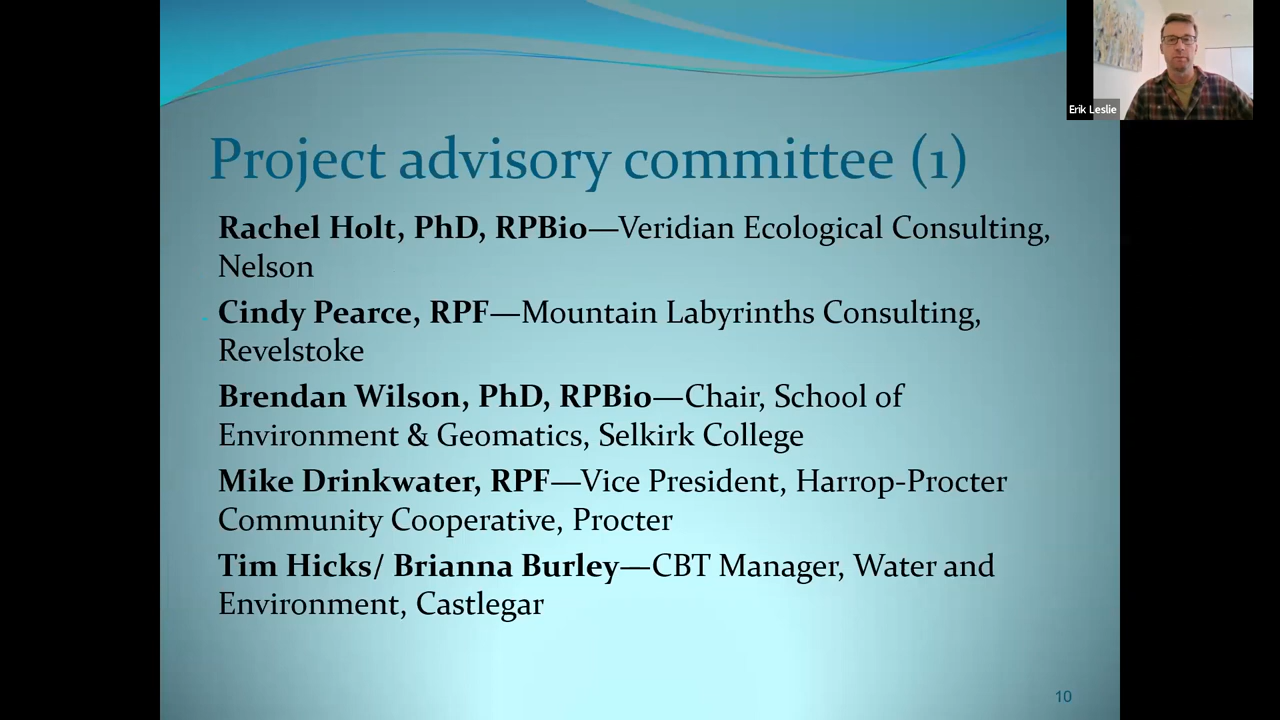 Erik Leslie
Project advisory committee (1)
Rachel Holt, PhD, RPBio—Veridian Ecological Consulting,
Nelson
Cindy Pearce, RPF—Mountain Labyrinths Consulting,
Revelstoke
Brendan Wilson, PhD, RPBio—Chair, School of
Environment & Geomatics, Selkirk College
Mike Drinkwater, RPF—Vice President, Harrop-Procter
Community Cooperative, Procter
Tim Hicks/ Brianna Burley—CBT Manager, Water and
Environment, Castlegar
10